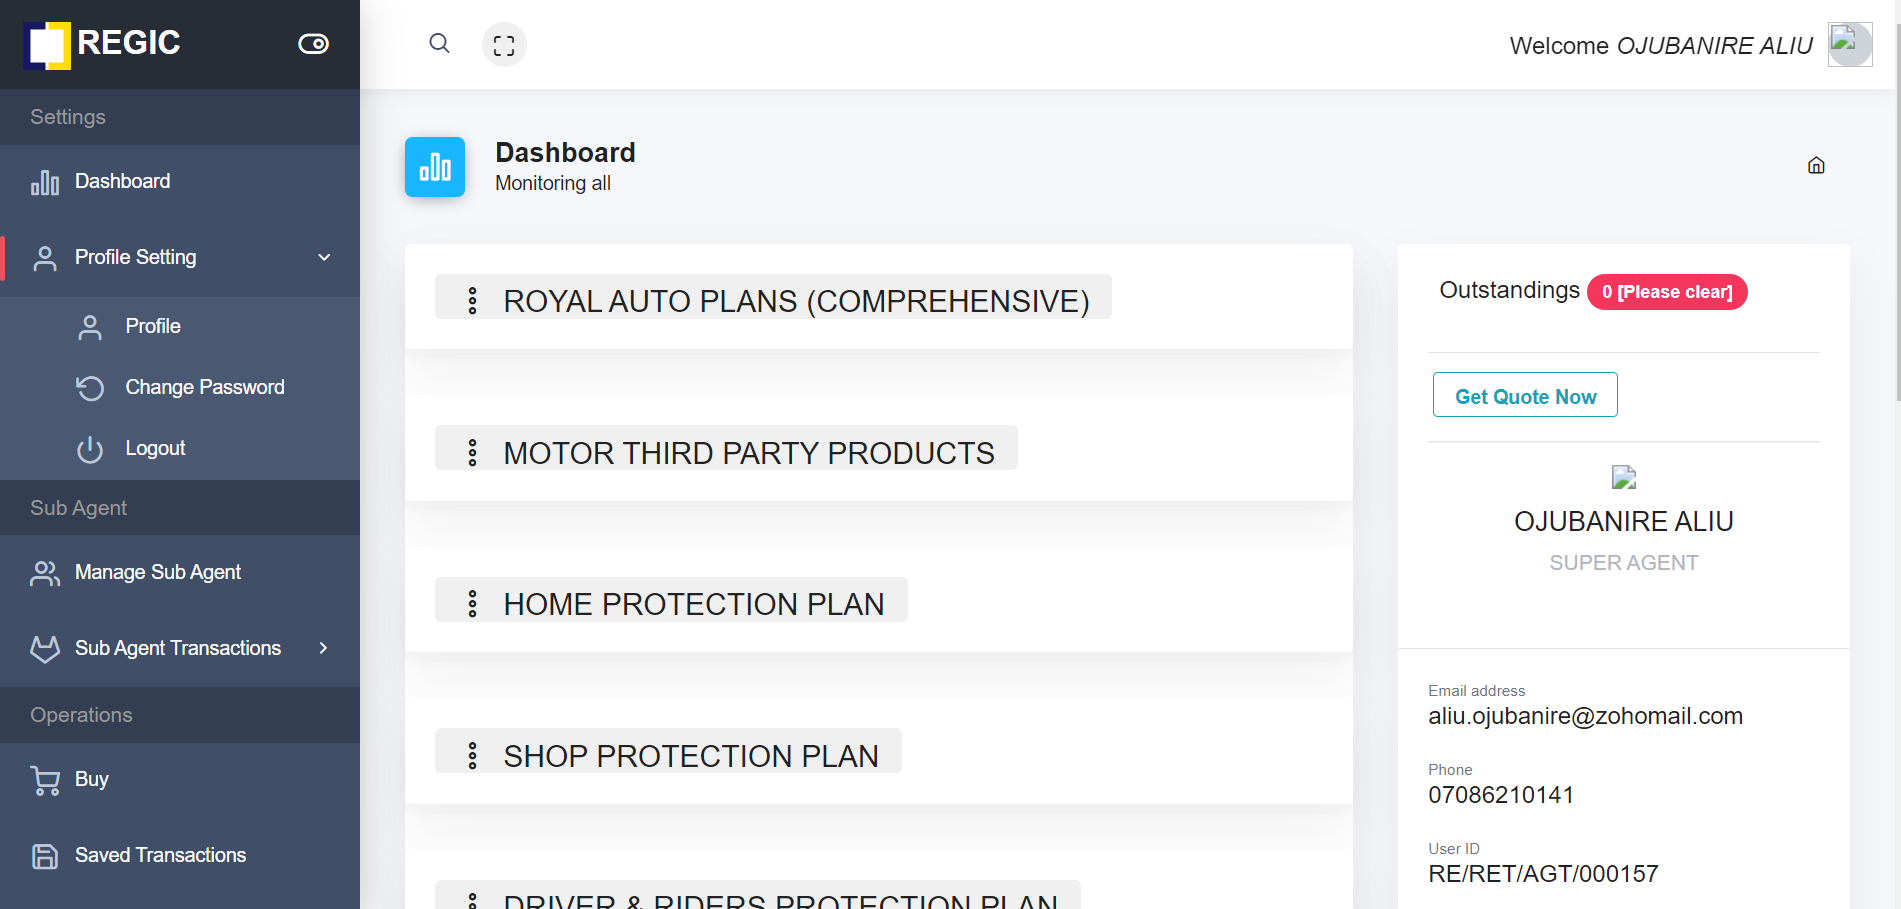 REGIC
Welcome OJUBANIRE ALIU
Settings
Dashboard
Profile Setting
Profile
Change Password
Logout
Sub Agent
Manage Sub Agent
Sub Agent Transactions
Operations
Buy
Saved Transactions
Dashboard
Monitoring all
ROYAL AUTO PLANS (COMPREHENSIVE)
MOTOR THIRD PARTY PRODUCTS
HOME PROTECTION PLAN
SHOP PROTECTION PLAN
DRIVER & RIDERS PROTECTION PLAN
Outstandings 0 [Please clear]
Get Quote Now
OJUBANIRE ALIU
SUPER AGENT
Email address
aliu.ojubanire@zohomail.com
Phone
07086210141
User ID
RE/RET/AGT/000157